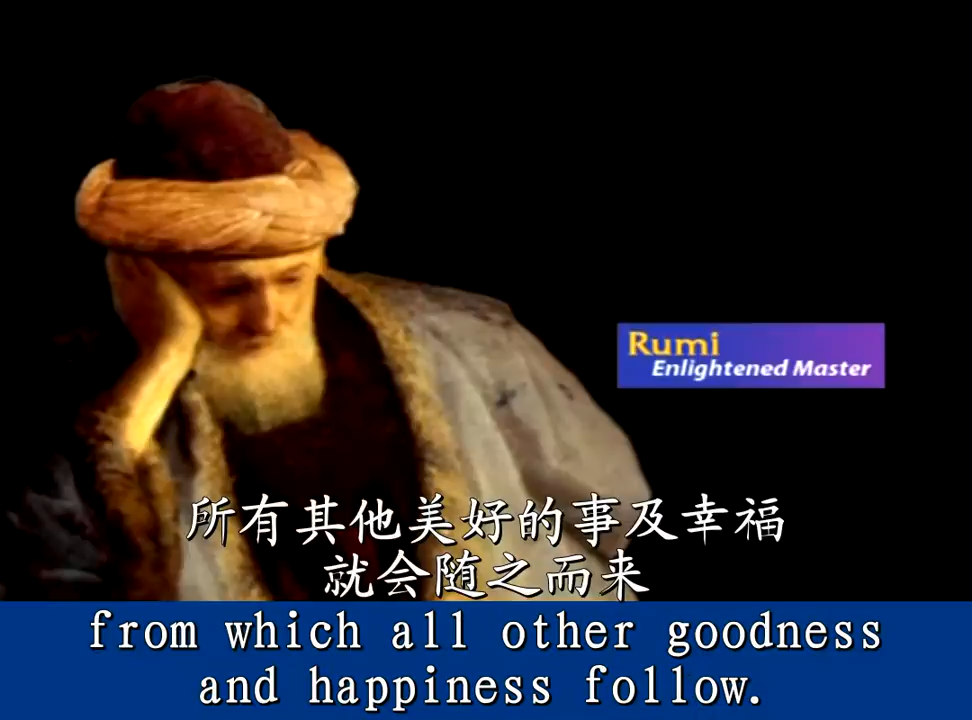 Rumi
Enlightened Master
所有其他美好的事及幸福
就会随之而来
from which all other goodness
and happiness follow.